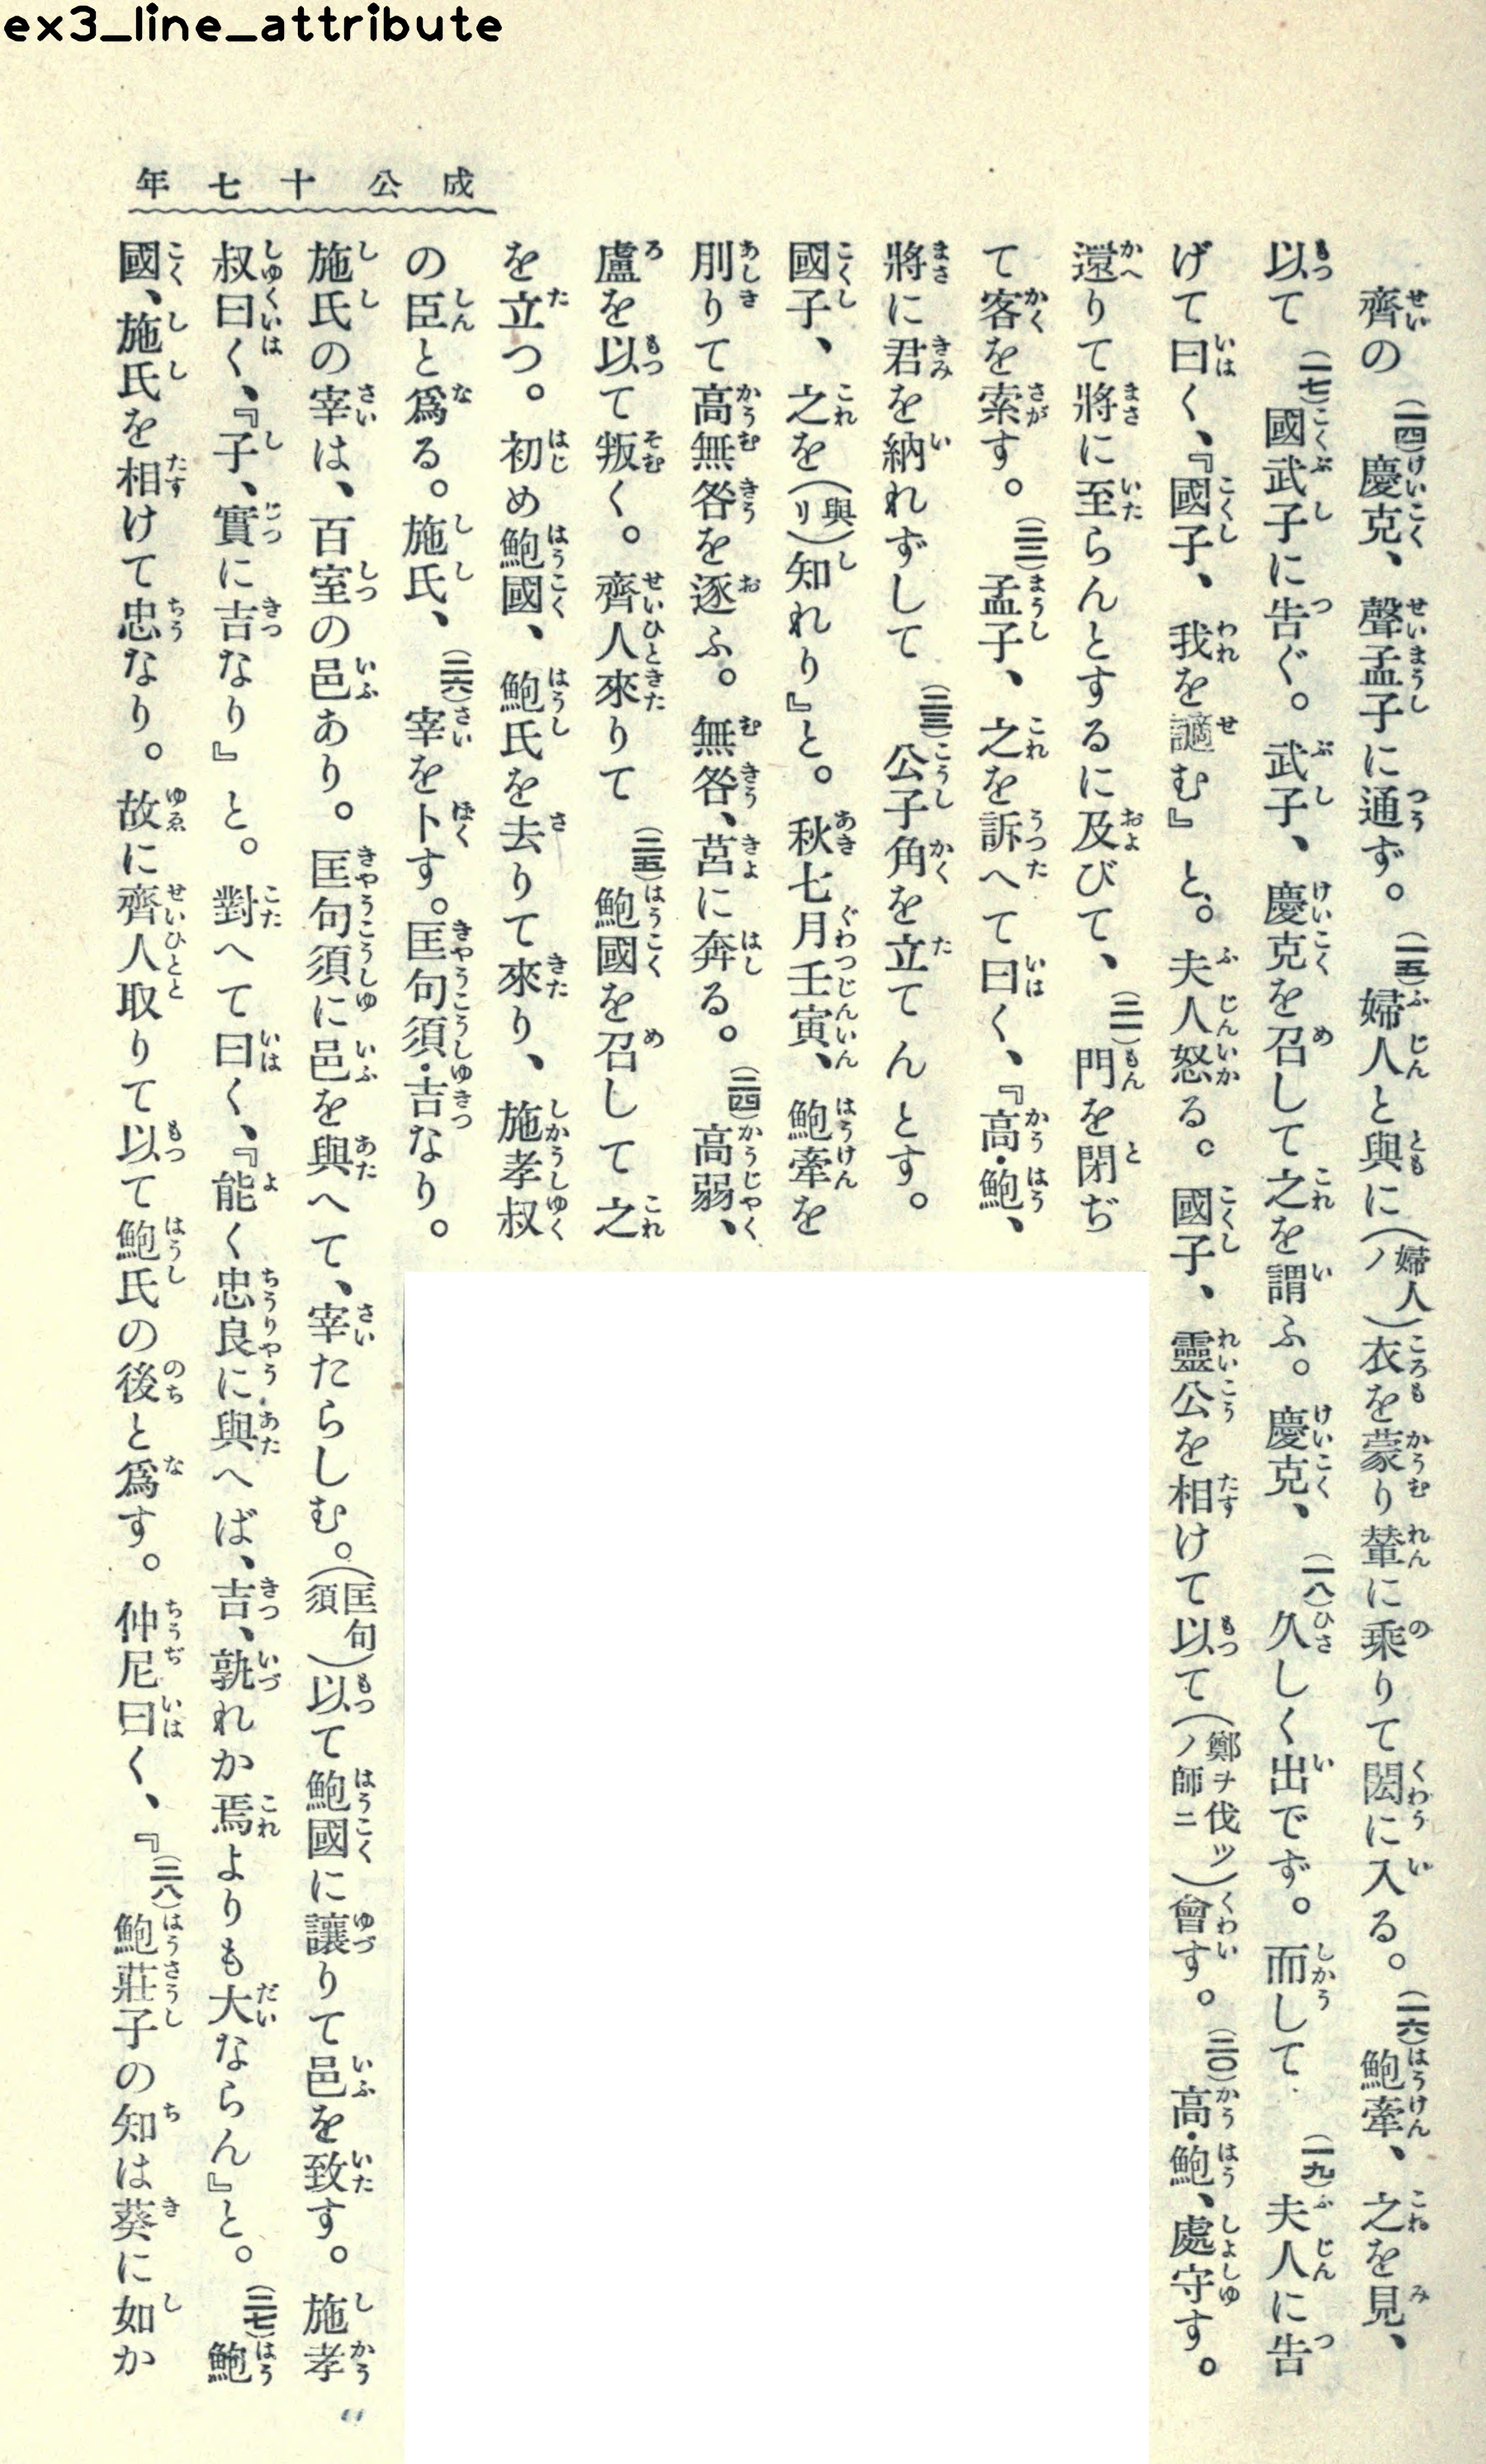 ex3_line_attribute
成公十七年
齊の(一四)慶克、聲孟子に通ず。(一五)婦人と與に(婦人ノ)衣を蒙り輦に乘りて閎に入る。(一六)鮑牽、之を見、
以て(一七)國武子に吿ぐ。武子、慶克を召して之を謂ふ。慶克、(一八)久しく出でず。而して(一九)夫人に吿
げて曰く、『國子、我を讁む』と。夫人怒る。國子、靈公を相けて以て(鄭ヲ伐ツノ師ニ)會す。(二〇)高・鮑、處守す。
還りて將に至らんとするに及びて、(二一)門を閉ぢ
て客を索す。(二二)孟子、之を訴へて曰く、『高・鮑、
將に君を納れずして(二三)公子角を立てんとす。
國子、之を(與リ)知れり』と。秋七月壬寅、鮑牽を
刖りて高無咎を逐ふ。無咎、莒に奔る。(二四)高弱、
盧を以て叛く。齊人來りて(二五)鮑國を召して之
を立つ。初め鮑國、鮑氏を去りて來り、施孝叔
の臣と爲る。施氏、(二六)宰を卜す。匡句須・吉なり。
施氏の宰は、百室の邑あり。匡句須に邑を與へて、宰たらしむ。(匡句須)以て鮑國に讓りて邑を致す。施孝
叔曰く、『子、實に吉なり』と。對へて曰く、『能く忠良に與へば、吉、孰れか焉よりも大ならん』と。(二七)鮑
國、施氏を相けて忠なり。故に齊人取りて以て鮑氏の後と爲す。仲尼曰く、『(二八)鮑莊子の知は葵に如か